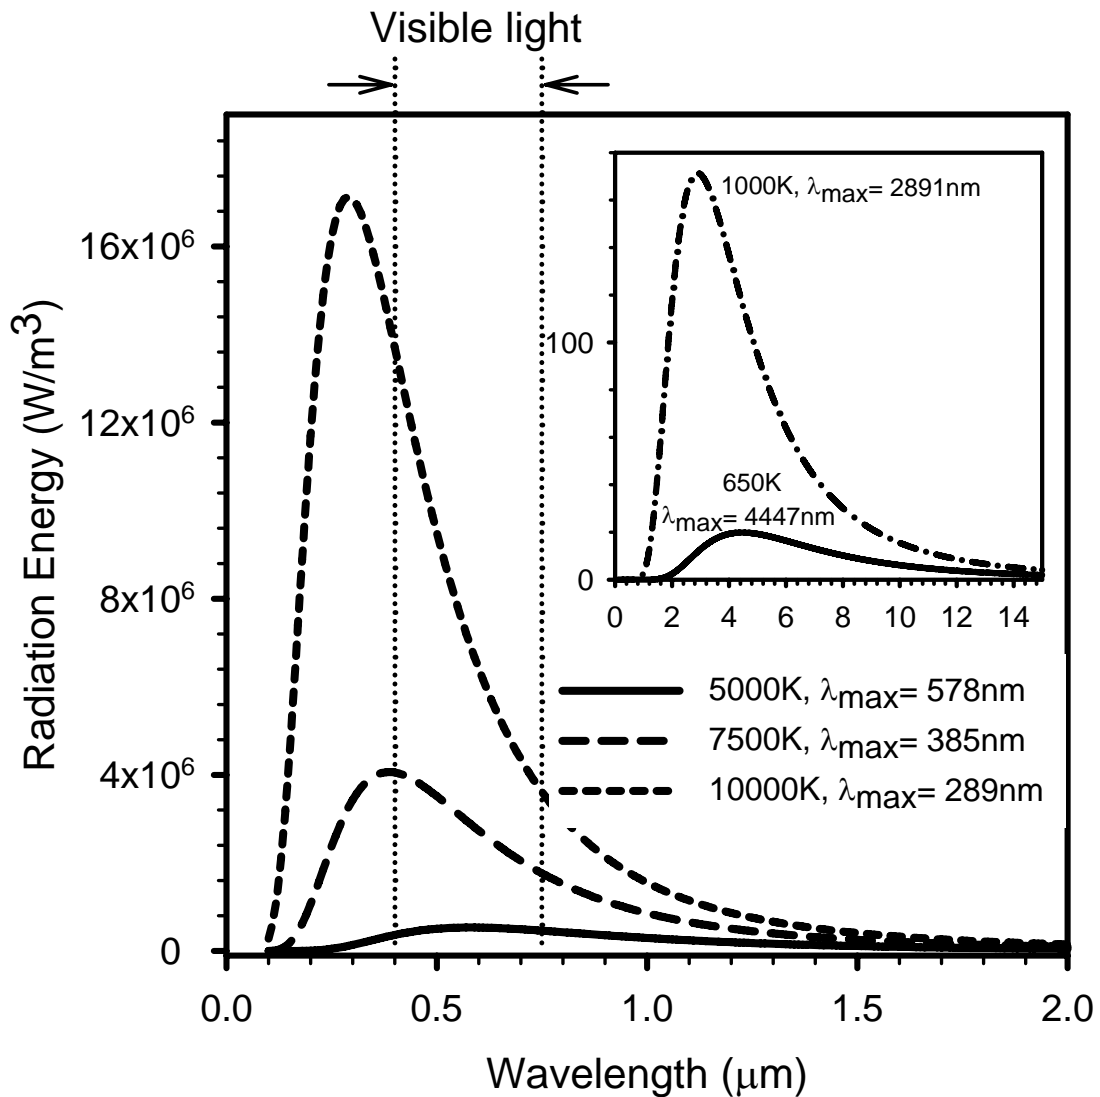 Visible light
Radiation Energy (W/m³)
16x10⁶
12x10⁶
8x10⁶
4x10⁶
0
1000K, λmax= 2891nm
100
650K
λmax= 4447nm
0
0 2 4 6 8 10 12 14
5000K, λmax= 578nm
7500K, λmax= 385nm
10000K, λmax= 289nm
0.0 0.5 1.0 1.5 2.0
Wavelength (μm)